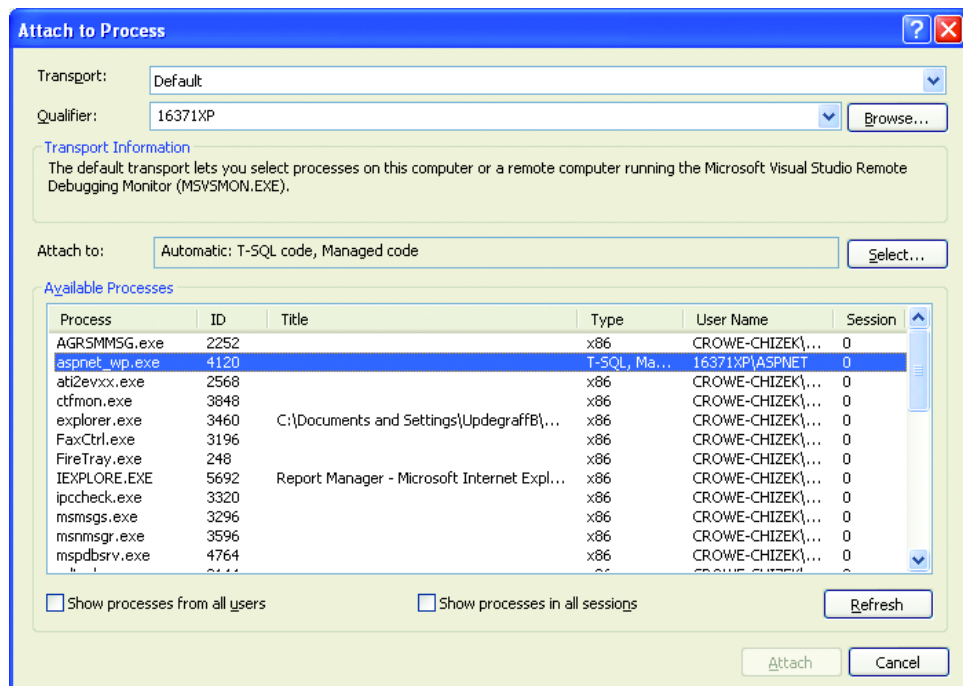 Attach to Process
Transport: Default
Qualifier: 16371XP Browse...
Transport Information
The default transport lets you select processes on this computer or a remote computer running the Microsoft Visual Studio Remote
Debugging Monitor (MSVSMON.EXE).
Attach to: Automatic: T-SQL code, Managed code Select...
Available Processes
Process ID Title Type User Name Session
AGRSMMSG.exe 2252 x86 CROWE-CHIZEK\... 0
aspnet_wp.exe 4120 T-SQL, Ma... 16371XP\ASPNET 0
ati2evxx.exe 2568 x86 CROWE-CHIZEK\... 0
ctfmon.exe 3848 x86 CROWE-CHIZEK\... 0
explorer.exe 3460 C:\Documents and Settings\UpdegraffB\... x86 CROWE-CHIZEK\... 0
FaxCtrl.exe 3196 x86 CROWE-CHIZEK\... 0
FireTray.exe 248 x86 CROWE-CHIZEK\... 0
IEXPLORE.EXE 5692 Report Manager - Microsoft Internet Expl... x86 CROWE-CHIZEK\... 0
ipccheck.exe 3320 x86 CROWE-CHIZEK\... 0
msmsgs.exe 3296 x86 CROWE-CHIZEK\... 0
msnmsgr.exe 3596 x86 CROWE-CHIZEK\... 0
mspdbsrv.exe 4764 x86 CROWE-CHIZEK\... 0
Show processes from all users Show processes in all sessions Refresh
Attach Cancel